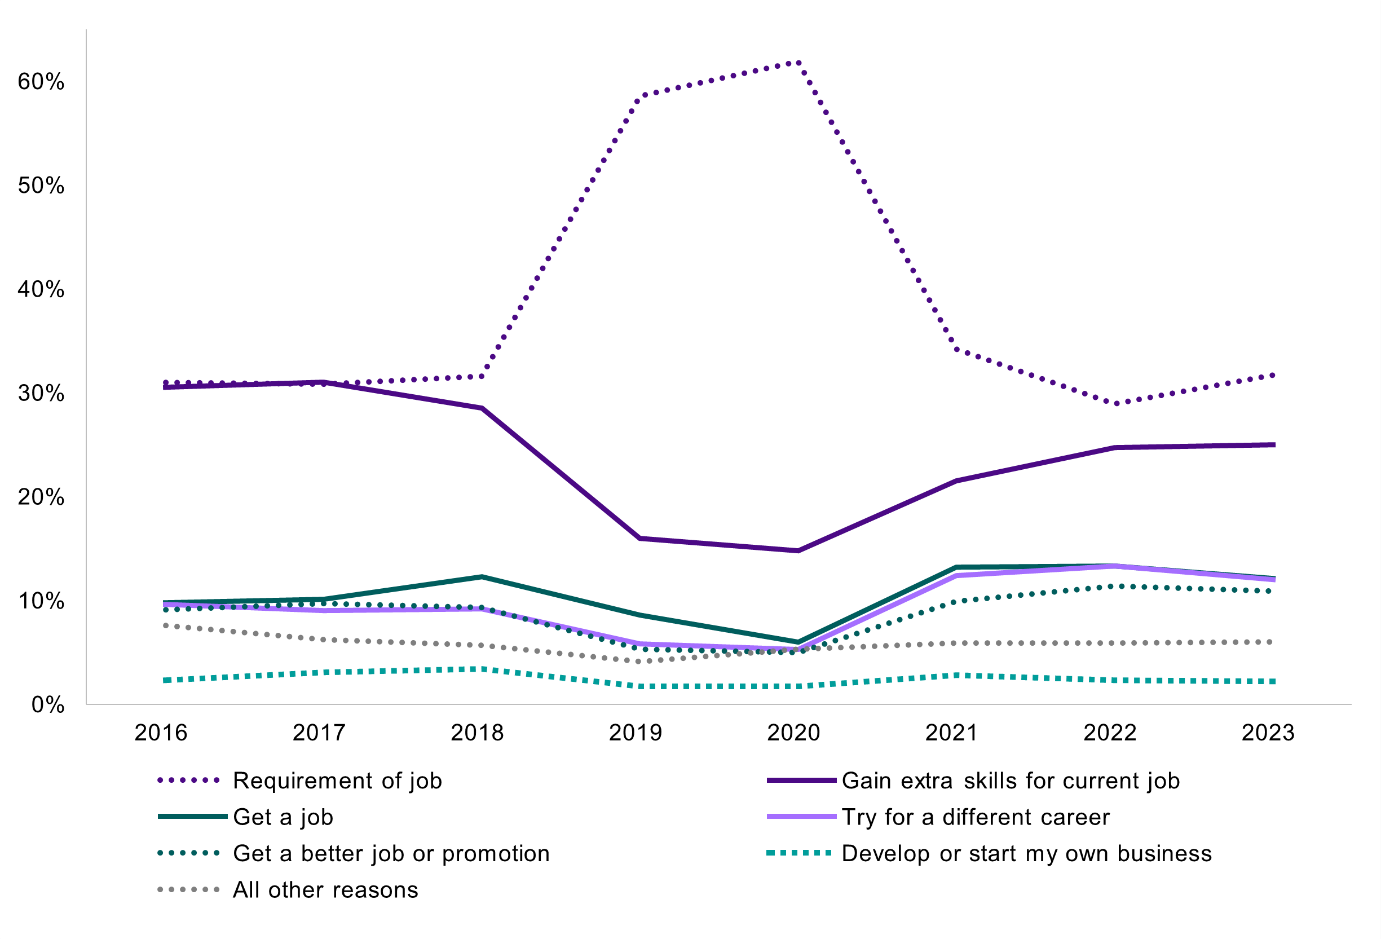 60%
50%
40%
30%
20%
10%
0%
2016 2017 2018 2019 2020 2021 2022 2023
Requirement of job Gain extra skills for current job
Get a job Try for a different career
Get a better job or promotion Develop or start my own business
All other reasons